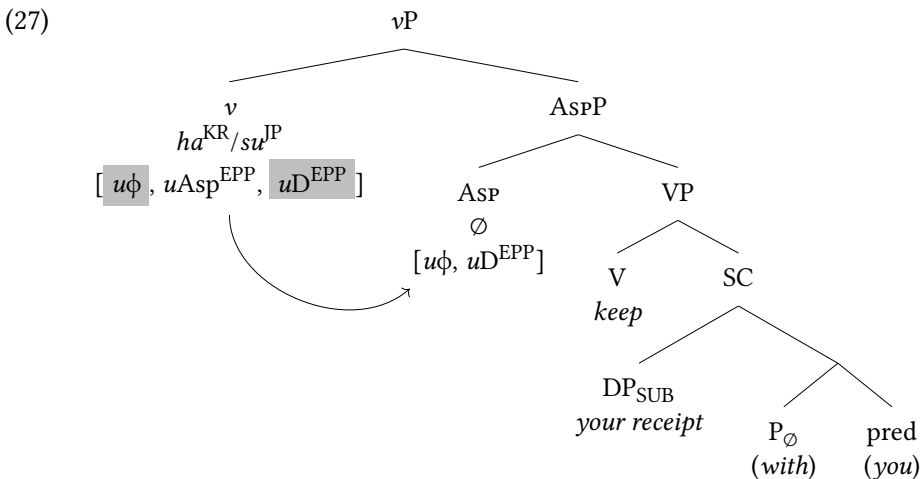 (27)
vP
v AspP
ha^KR/su^JP
[ uϕ , uAsp^EPP, uD^EPP ] Asp VP
∅
[uϕ, uD^EPP] V SC
keep
DP_SUB
your receipt P_∅ pred
(with) (you)